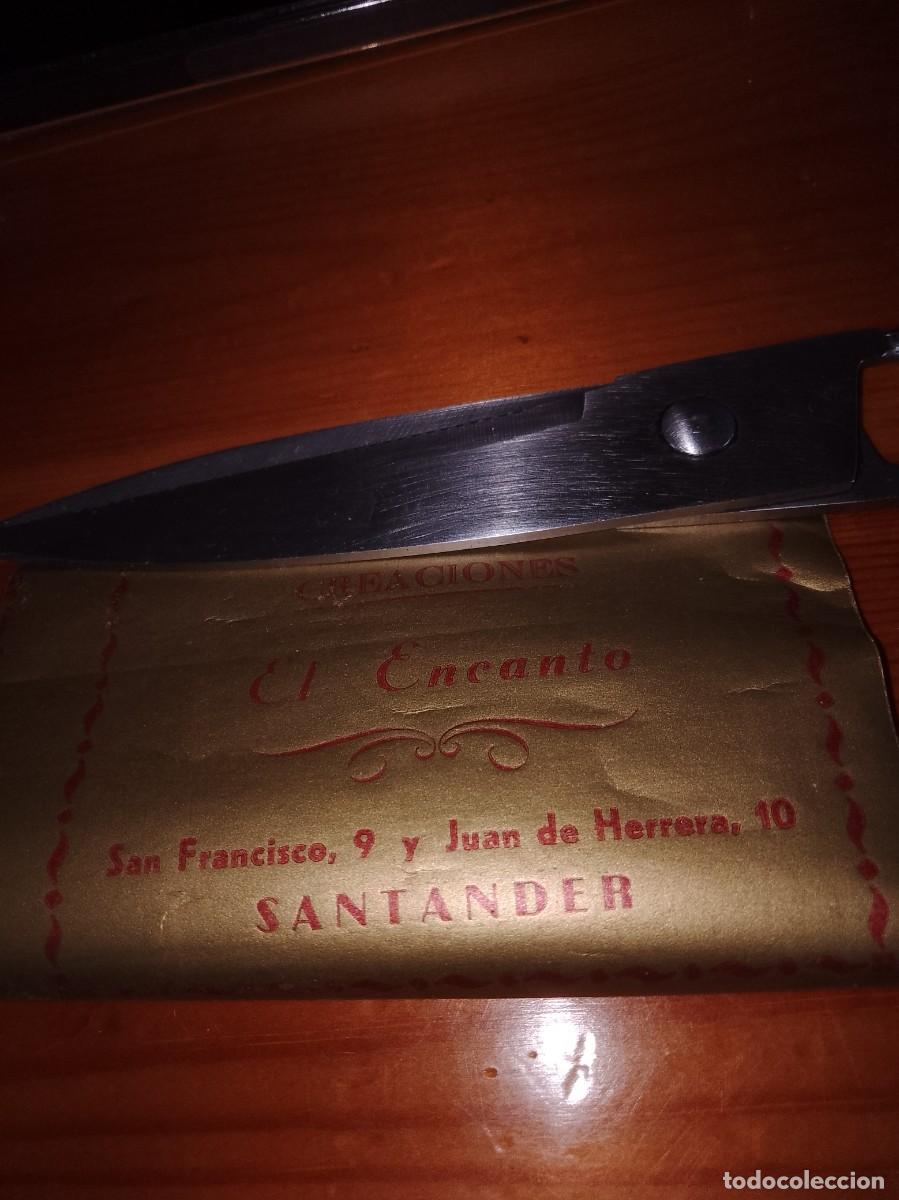 CREACIONES
El Encanto
San Francisco, 9 y Juan de Herrera, 10
SANTANDER
todocoleccion